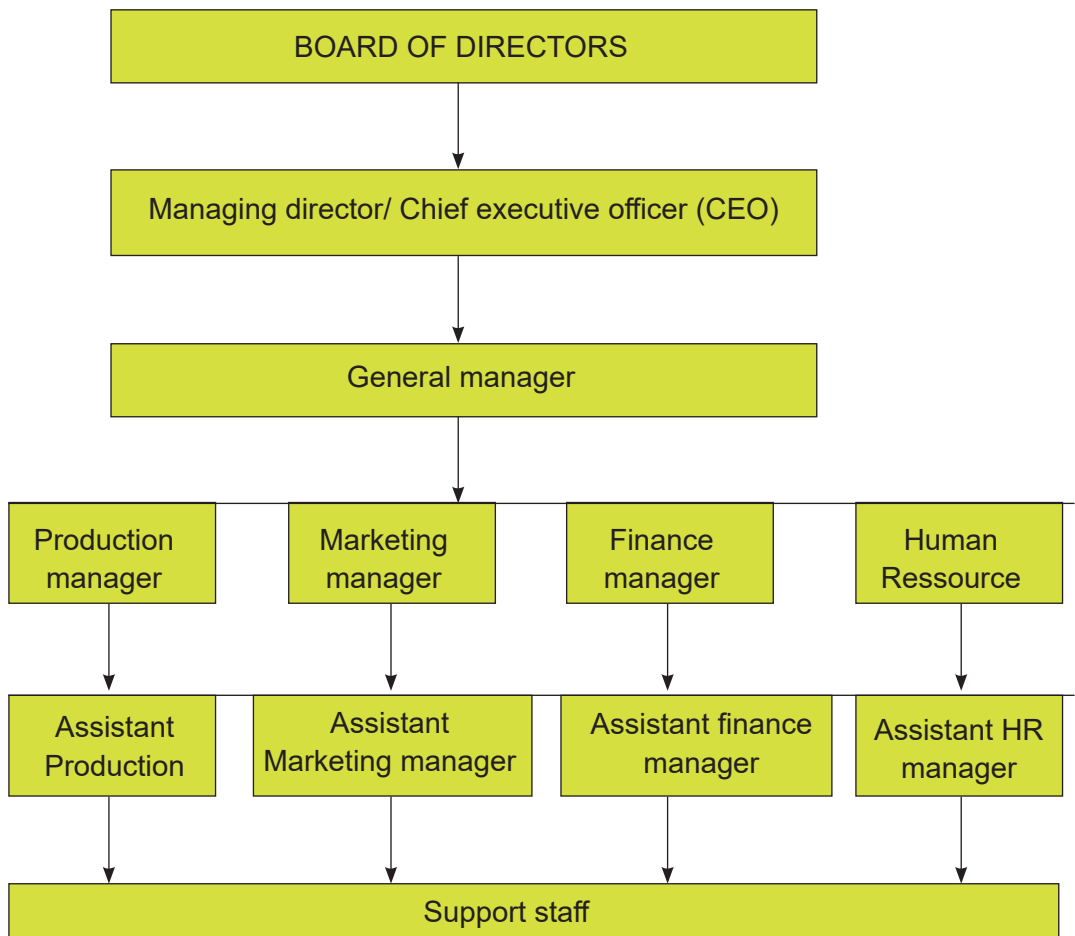 BOARD OF DIRECTORS
Managing director/ Chief executive officer (CEO)
General manager
Production
manager
Marketing
manager
Finance
manager
Human
Ressource
Assistant
Production
Assistant
Marketing manager
Assistant finance
manager
Assistant HR
manager
Support staff